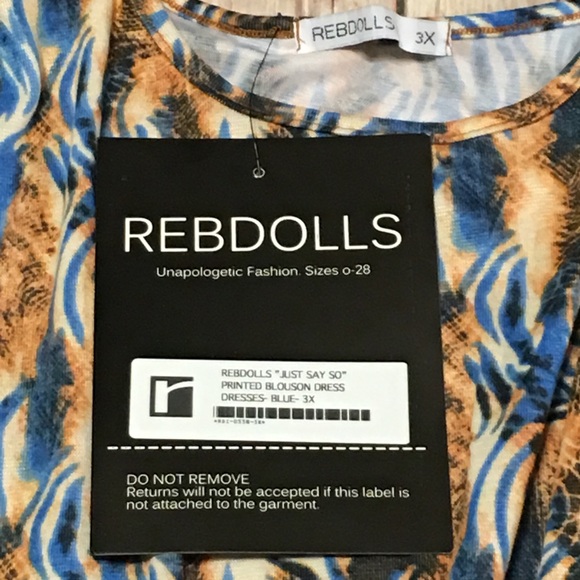 REBDOLLS
3X
REBDOLLS
Unapologetic Fashion. Sizes 0-28
REBDOLLS "JUST SAY SO"
PRINTED BLOUSON DRESS
DRESSES- BLUE- 3X
DO NOT REMOVE
Returns will not be accepted if this label is
not attached to the garment.